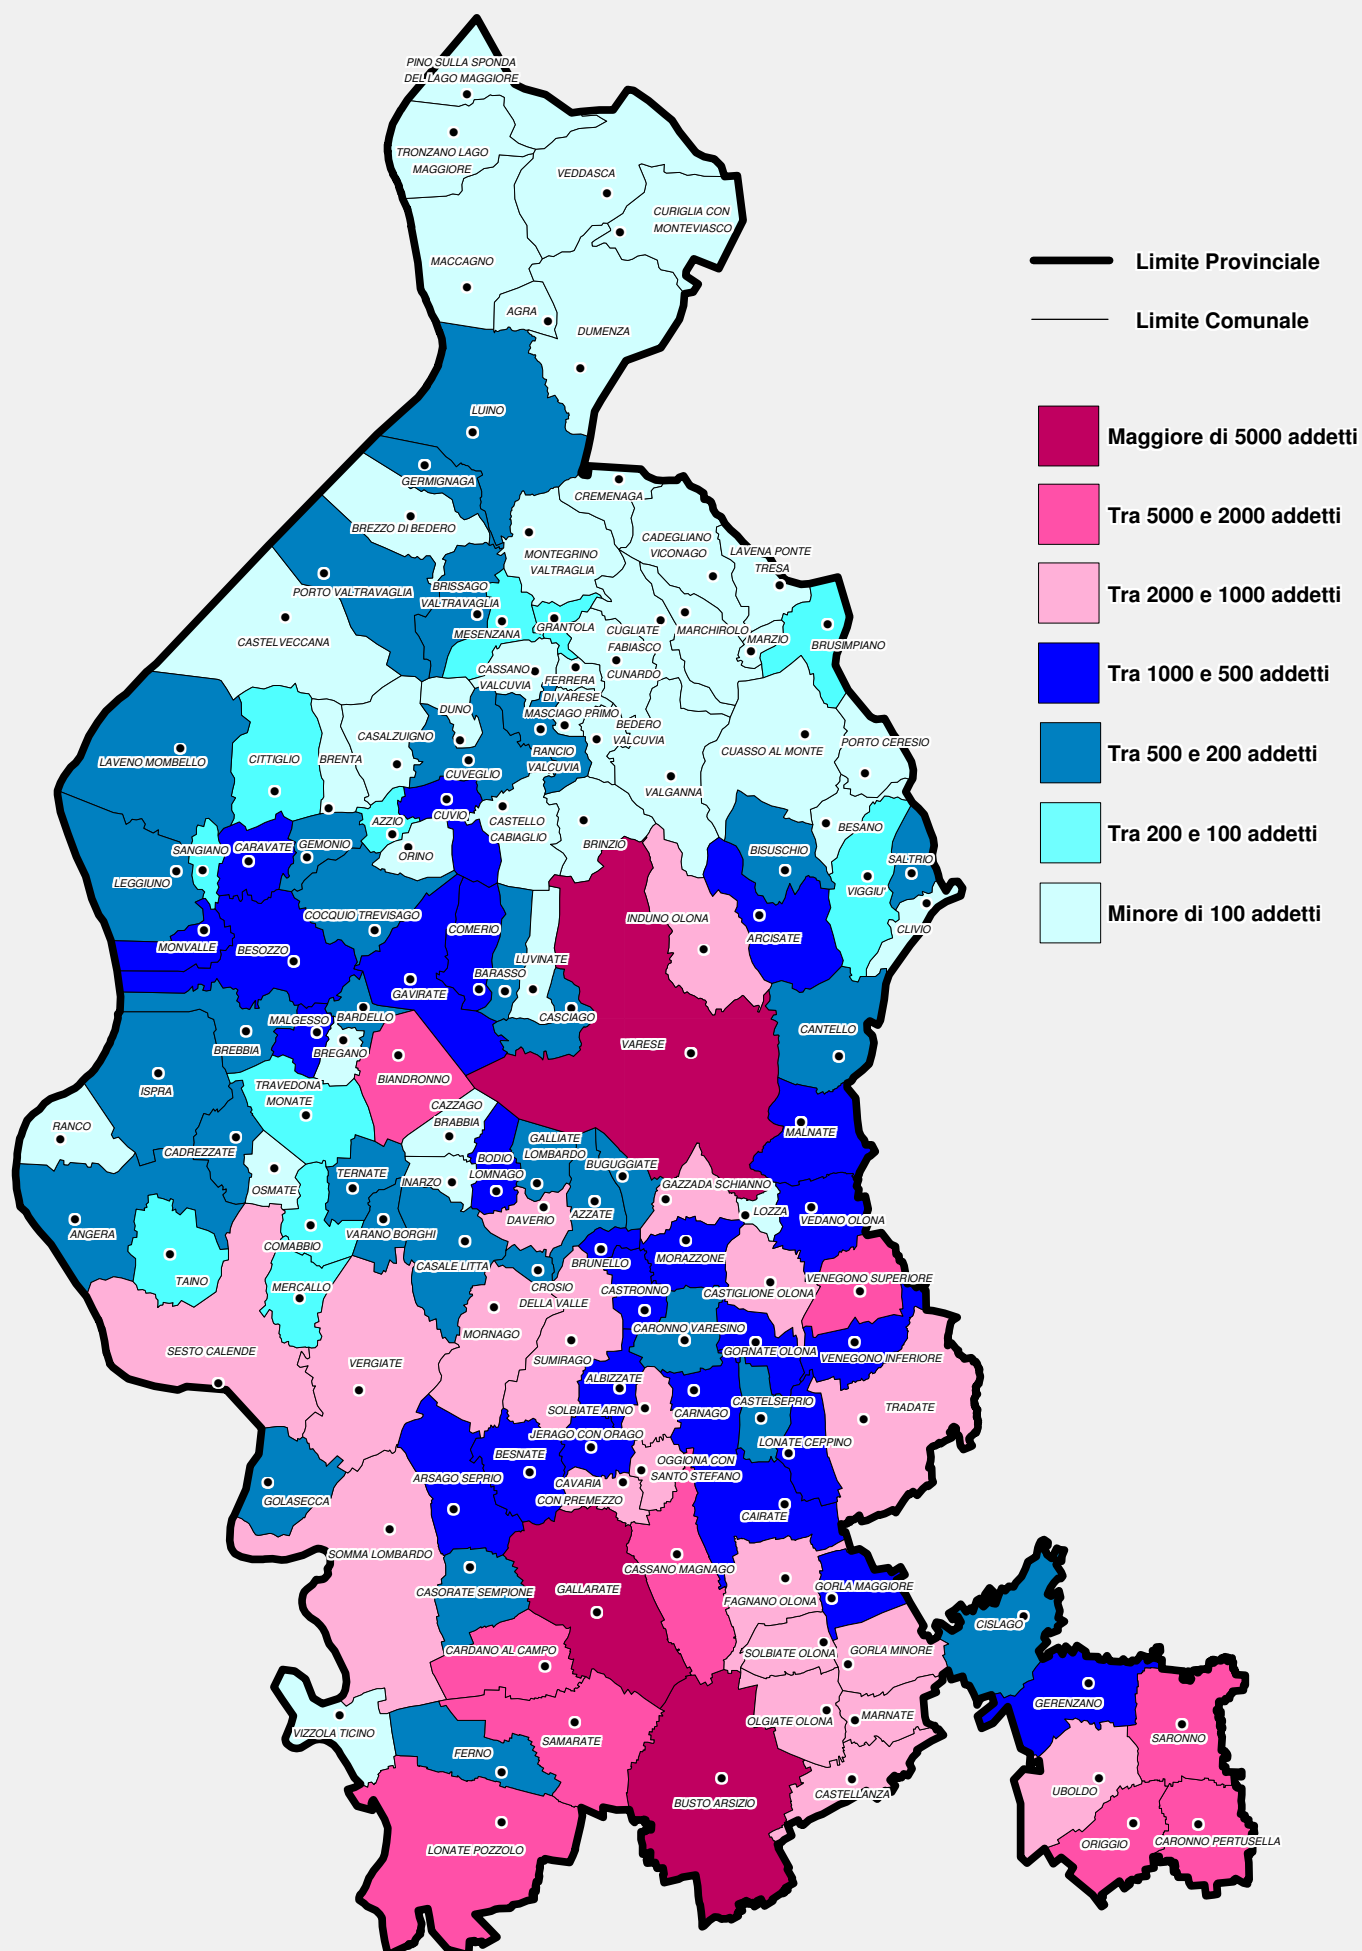 PINO SULLA SPONDA
DEL LAGO MAGGIORE
TRONZANO LAGO
MAGGIORE
VEDDASCA
CURIGLIA CON
MONTEVIASCO
MACCAGNO
AGRA
DUMENZA
Limite Provinciale
Limite Comunale
Maggiore di 5000 addetti
Tra 5000 e 2000 addetti
Tra 2000 e 1000 addetti
Tra 1000 e 500 addetti
Tra 500 e 200 addetti
Tra 200 e 100 addetti
Minore di 100 addetti
LUINO
GERMIGNAGA
CREMENAGA
BREZZO DI BEDERO
CADEGLIANO
VICONAGO
LAVENA PONTE
TRESA
MONTEGRINO
VALTRAGLIA
PORTO VALTRAVAGLIA
BRISSAGO
VALTRAVAGLIA
MESENZANA
GRANTOLA
CUGLIATE
FABIASCO
MARCHIROLO
MARZIO
BRUSIMPIANO
CASTELVECCANA
CASSANO
VALCUVIA
FERRERA
DI VARESE
CUNARDO
MASCIAGO PRIMO
DUNO
CASALZUIGNO
BEDERO
VALCUVIA
CUASSO AL MONTE
PORTO CERESIO
LAVENO MOMBELLO
CITTIGLIO
BRENTA
CUVEGLIO
RANCIO
VALCUVIA
VALGANNA
CUVIO
CASTELLO
CABIAGLIO
AZZIO
ORINO
BRINZIO
BESANO
BISUSCHIO
SALTRIO
VIGGIU'
CLIVIO
SANGIANO
CARAVATE
GEMONIO
LEGGIUNO
COCQUIO TREVISAGO
COMERIO
INDUNO OLONA
ARCISATE
MONVALLE
BESOZZO
LUVINATE
BARASSO
GAVIRATE
CASCIAGO
CANTELLO
MALGESSO
BARDELLO
BREBBIA
BREGANO
BIANDRONNO
VARESE
ISPRA
TRAVEDONA
MONATE
CAZZAGO
BRABBIA
MALNATE
RANCO
CADREZZATE
OSMATE
TERNATE
INARZO
BODIO
LOMNAGO
GALLIATE
LOMBARDO
BUGUGGIATE
GAZZADA SCHIANNO
LOZZA
VEDANO OLONA
ANGERA
TAINO
COMABBIO
VARANO BORGHI
DAVERIO
AZZATE
CASALE LITTA
BRUNELLO
MORAZZONE
CROSIO
DELLA VALLE
CASTRONNO
CASTIGLIONE OLONA
VENEGONO SUPERIORE
MERCALLO
MORNAGO
CARONNO VARESINO
GORNATE OLONA
VENEGONO INFERIORE
SESTO CALENDE
VERGIATE
SUMIRAGO
ALBIZZATE
SOLBIATE ARNO
CARNAGO
CASTELSEPRIO
TRADATE
JERAGO CON ORAGO
LONATE CEPPINO
BESNATE
OGGIONA CON
SANTO STEFANO
ARSAGO SEPRIO
CAVARIA
CON PREMEZZO
GOLASECCA
CAIRATE
SOMMA LOMBARDO
CASSANO MAGNAGO
CASORATE SEMPIONE
GALLARATE
FAGNANO OLONA
GORLA MAGGIORE
CISLAGO
CARDANO AL CAMPO
SOLBIATE OLONA
GORLA MINORE
VIZZOLA TICINO
SAMARATE
FERNO
OLGIATE OLONA
MARNATE
GERENZANO
SARONNO
BUSTO ARSIZIO
CASTELLANZA
UBOLDO
LONATE POZZOLO
ORIGGIO
CARONNO PERTUSELLA